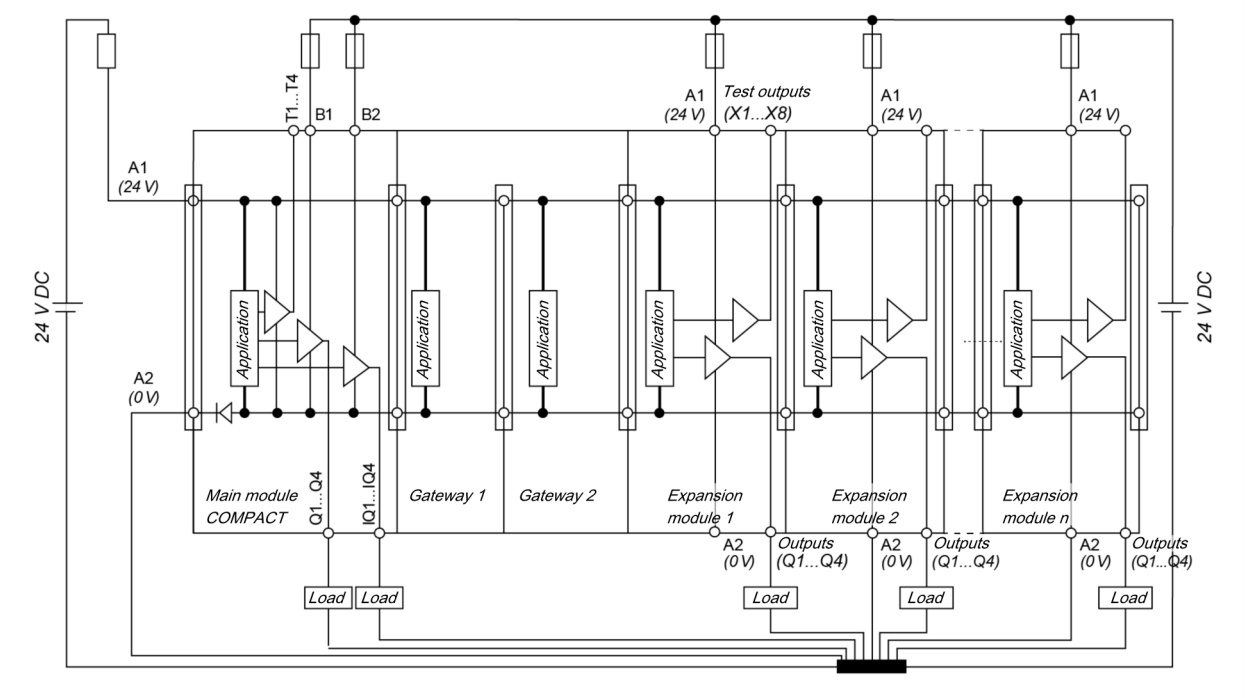 T1...T4
B1
B2
A1
(24 V)
Test outputs
(X1...X8)
A1
(24 V)
A1
(24 V)
A1
(24 V)
24 V DC
24 V DC
Application
Application
Application
Application
Application
Application
A2
(0 V)
Main module
COMPACT
Q1...Q4
IQ1...IQ4
Gateway 1
Gateway 2
Expansion
module 1
Expansion
module 2
Expansion
module n
A2
(0 V)
Outputs
(Q1...Q4)
A2
(0 V)
Outputs
(Q1...Q4)
A2
(0 V)
Outputs
(Q1...Q4)
Load
Load
Load
Load
Load